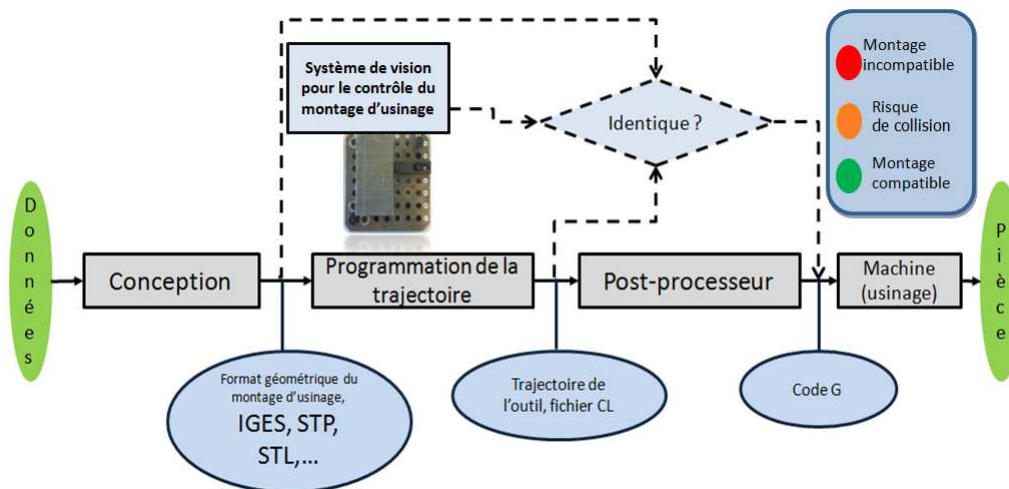 Système de vision
pour le contrôle du
montage d'usinage
Identique ?
Montage
incompatible
Risque
de collision
Montage
compatible
Données
Conception
Programmation de la
trajectoire
Post-processeur
Machine
(usinage)
Pièce
Format géométrique du
montage d'usinage,
IGES, STP,
STL,...
Trajectoire de
l'outil, fichier CL
Code G